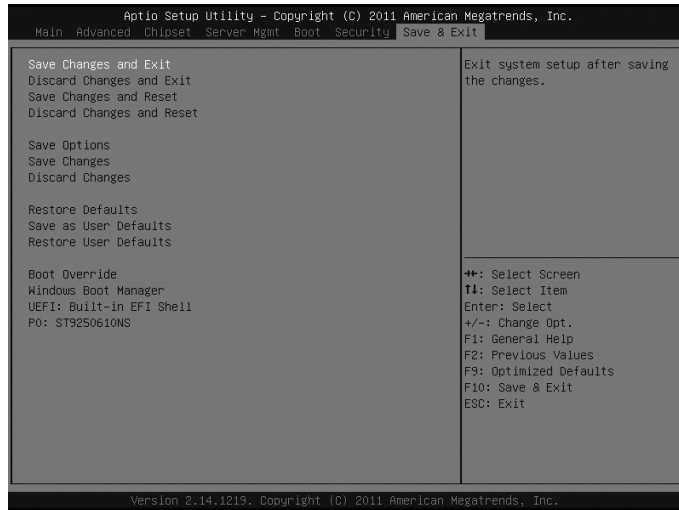 Aptio Setup Utility – Copyright (C) 2011 American Megatrends, Inc.
Main Advanced Chipset Server Mgmt Boot Security Save & Exit
Save Changes and Exit
Discard Changes and Exit
Save Changes and Reset
Discard Changes and Reset
Save Options
Save Changes
Discard Changes
Restore Defaults
Save as User Defaults
Restore User Defaults
Boot Override
Windows Boot Manager
UEFI: Built-in EFI Shell
P0: ST9250610NS
Exit system setup after saving
the changes.
→←: Select Screen
↑↓: Select Item
Enter: Select
+/-: Change Opt.
F1: General Help
F2: Previous Values
F9: Optimized Defaults
F10: Save & Exit
ESC: Exit
Version 2.14.1219. Copyright (C) 2011 American Megatrends, Inc.